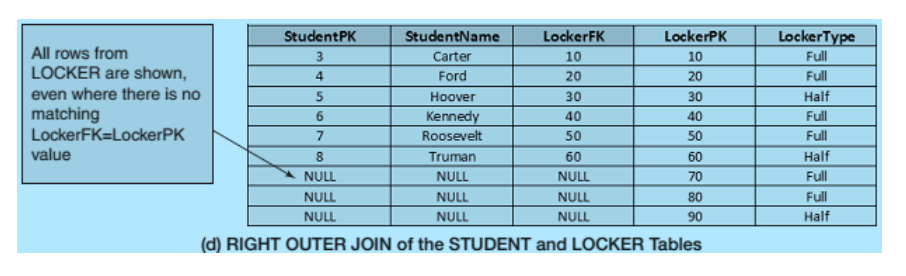 All rows from
LOCKER are shown,
even where there is no
matching
LockerFK=LockerPK
value
StudentPK StudentName LockerFK LockerPK LockerType
3 Carter 10 10 Full
4 Ford 20 20 Full
5 Hoover 30 30 Half
6 Kennedy 40 40 Full
7 Roosevelt 50 50 Full
8 Truman 60 60 Half
NULL NULL NULL 70 Full
NULL NULL NULL 80 Full
NULL NULL NULL 90 Half
(d) RIGHT OUTER JOIN of the STUDENT and LOCKER Tables